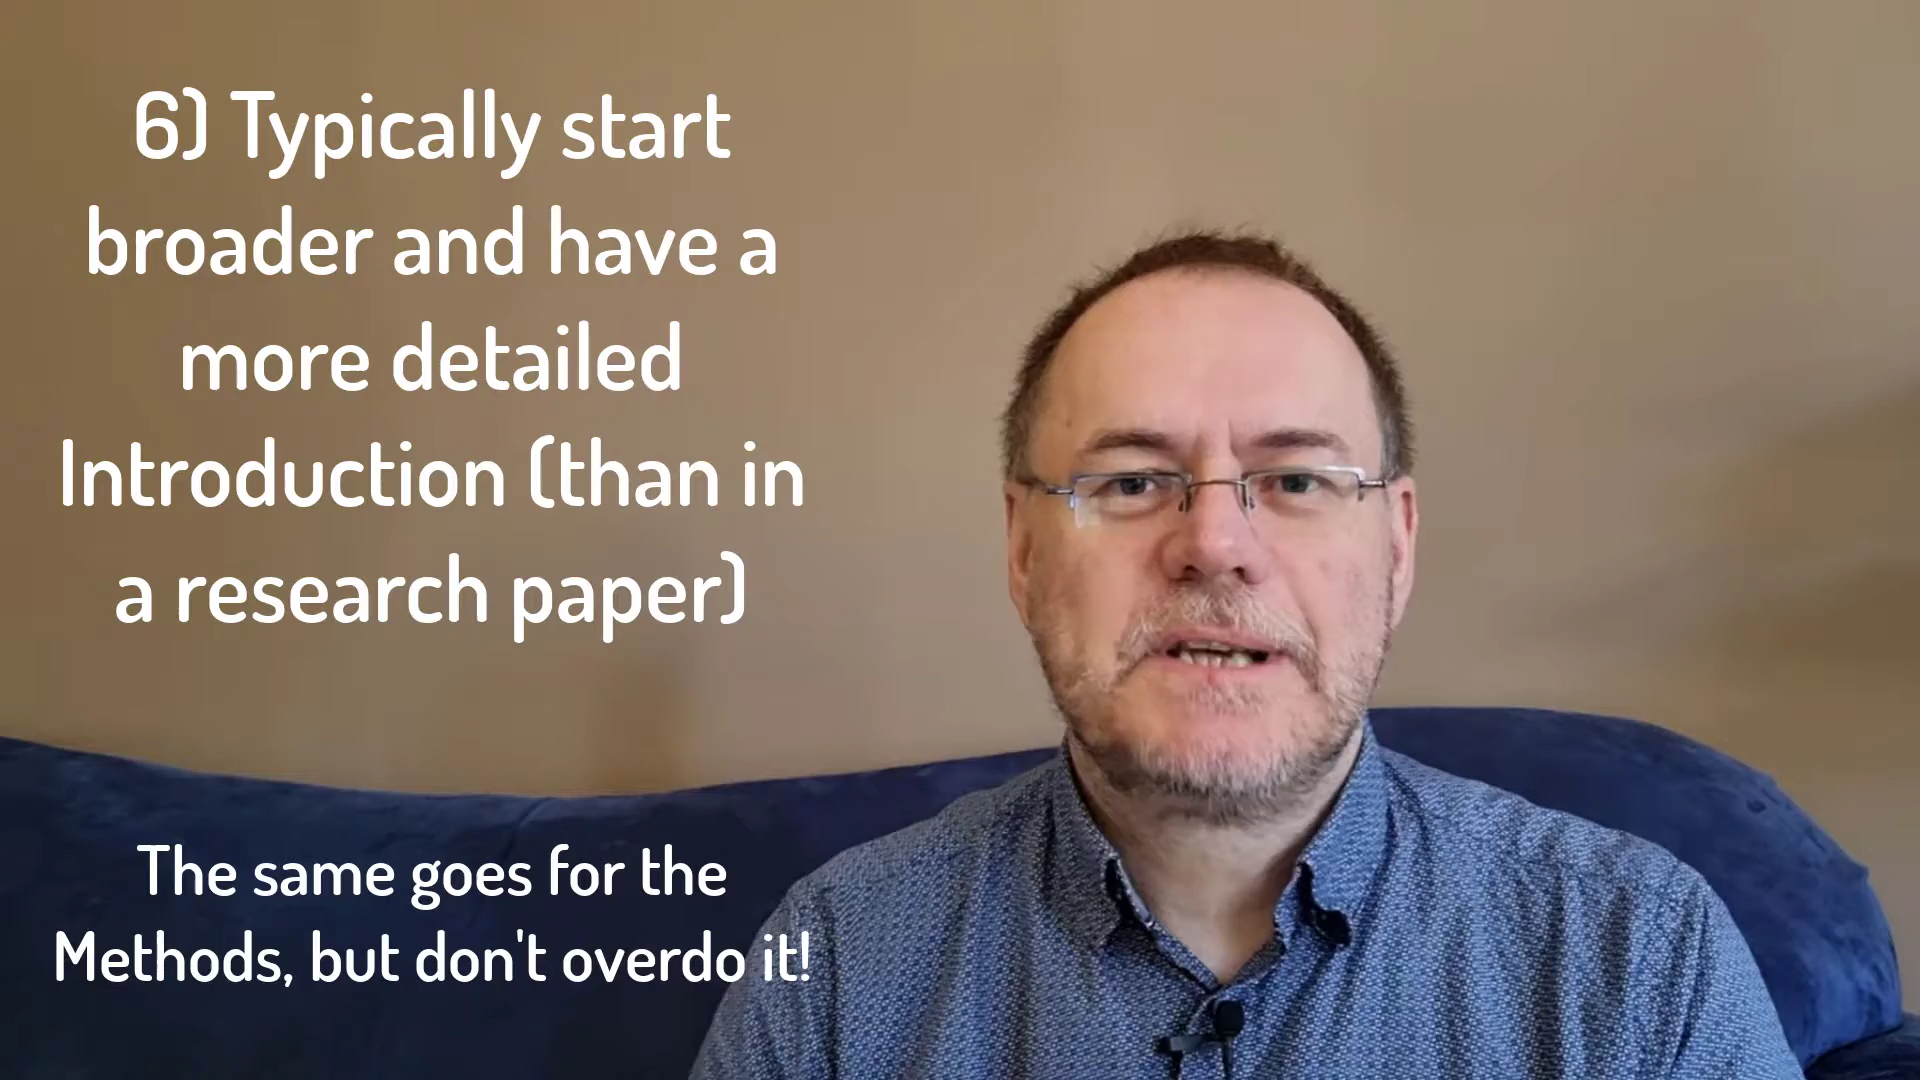 6) Typically start
broader and have a
more detailed
Introduction (than in
a research paper)
The same goes for the
Methods, but don't overdo it!